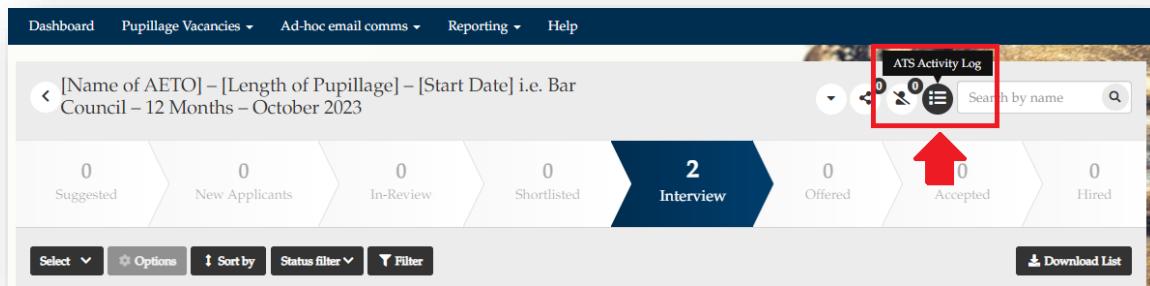 Dashboard Pupillage Vacancies Ad-hoc email comms Reporting Help
ATS Activity Log
[Name of AETO] – [Length of Pupillage] – [Start Date] i.e. Bar
Council – 12 Months – October 2023
0 0 Search by name
0 0 0 0 2 0 0 0
Suggested New Applicants In-Review Shortlisted Interview Offered Accepted Hired
Select Options Sort by Status filter Filter Download List